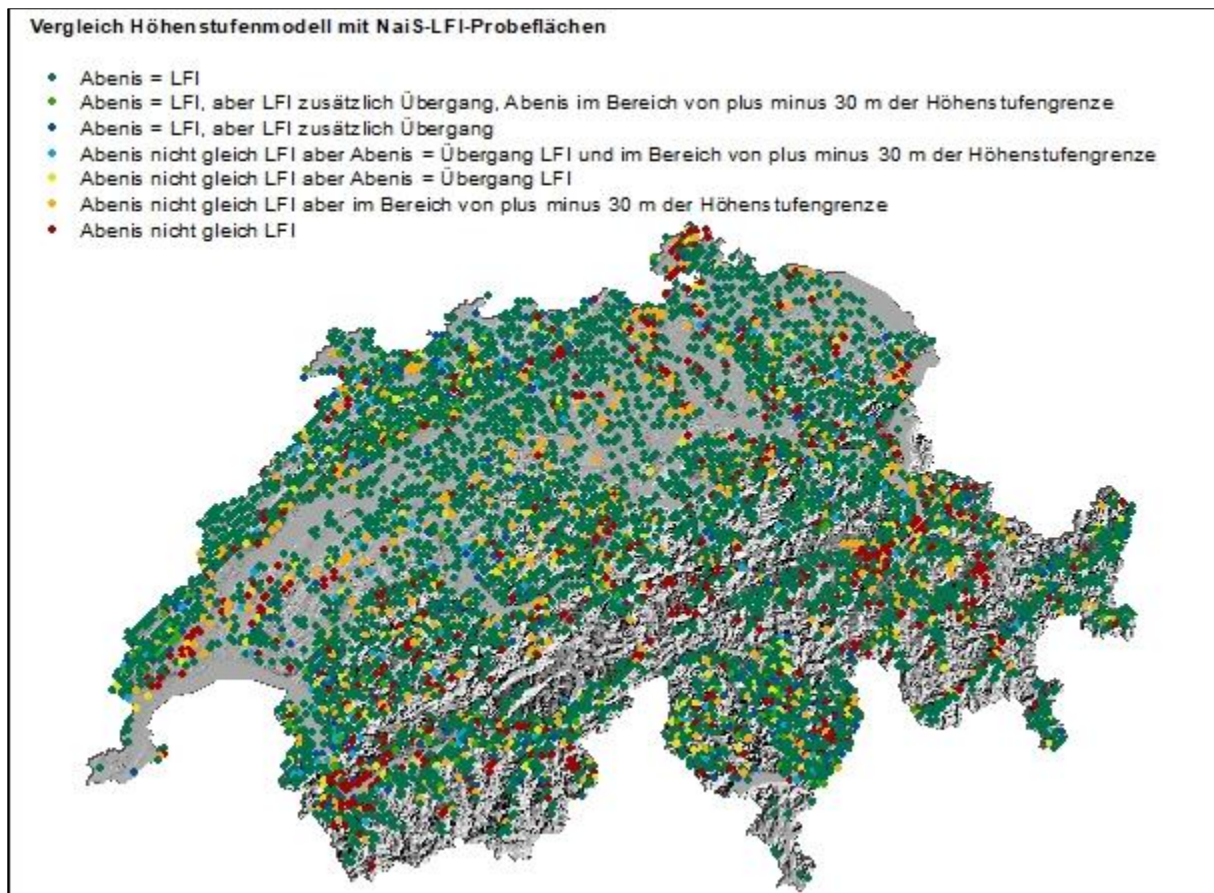 Vergleich Höhenstufenmodell mit NaiS-LFI-Probeflächen
Abenis = LFI
Abenis = LFI, aber LFI zusätzlich Übergang, Abenis im Bereich von plus minus 30 m der Höhenstufengrenze
Abenis = LFI, aber LFI zusätzlich Übergang
Abenis nicht gleich LFI aber Abenis = Übergang LFI und im Bereich von plus minus 30 m der Höhenstufengrenze
Abenis nicht gleich LFI aber Abenis = Übergang LFI
Abenis nicht gleich LFI aber im Bereich von plus minus 30 m der Höhenstufengrenze
Abenis nicht gleich LFI